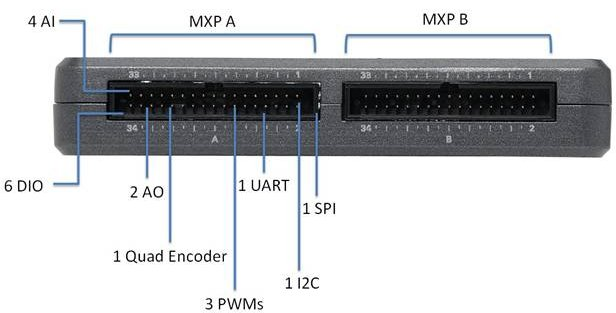 4 AI
MXP A
MXP B
33 1
33 1
34 2
34 2
A
B
6 DIO
2 AO
1 UART
1 SPI
1 Quad Encoder
1 I2C
3 PWMs